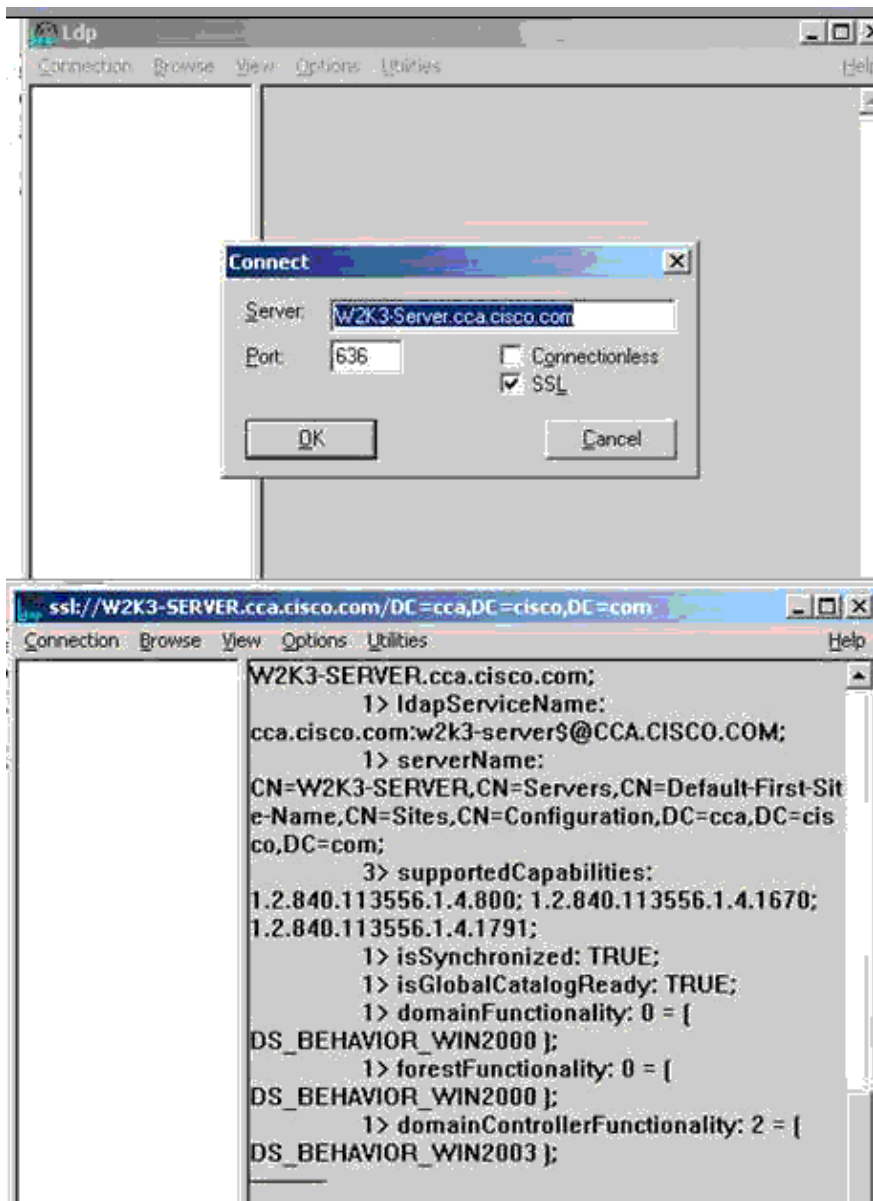 Ldp
Connection Browse View Options Utilities Help
Connect
Server: W2K3-Server.cca.cisco.com
Port: 636 Connectionless
SSL
OK Cancel
ssl://W2K3-SERVER.cca.cisco.com/DC=cca,DC=cisco,DC=com
Connection Browse View Options Utilities Help
W2K3-SERVER.cca.cisco.com;
1> ldapServiceName:
cca.cisco.com:w2k3-server$@CCA.CISCO.COM;
1> serverName:
CN=W2K3-SERVER,CN=Servers,CN=Default-First-Sit
e-Name,CN=Sites,CN=Configuration,DC=cca,DC=cis
co,DC=com;
3> supportedCapabilities:
1.2.840.113556.1.4.800; 1.2.840.113556.1.4.1670;
1.2.840.113556.1.4.1791;
1> isSynchronized: TRUE;
1> isGlobalCatalogReady: TRUE;
1> domainFunctionality: 0 = (
DS_BEHAVIOR_WIN2000 );
1> forestFunctionality: 0 = (
DS_BEHAVIOR_WIN2000 );
1> domainControllerFunctionality: 2 = (
DS_BEHAVIOR_WIN2003 );